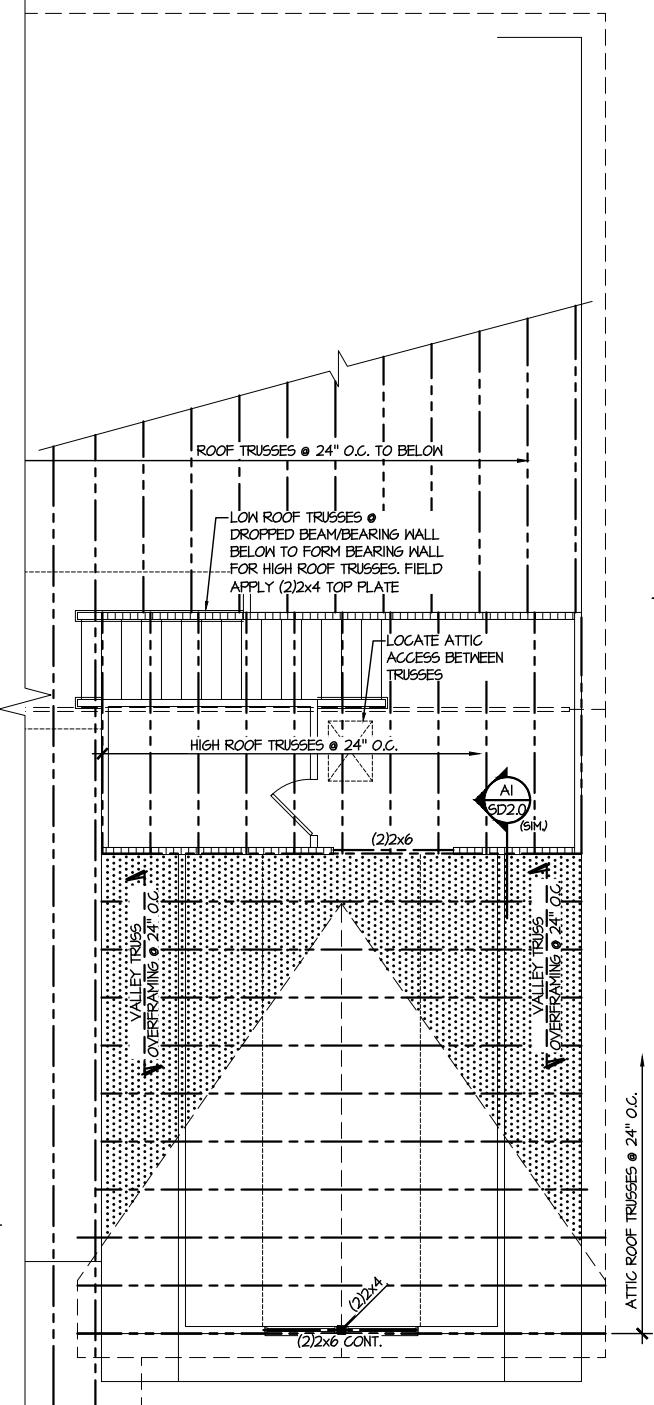 ROOF TRUSSES @ 24" O.C. TO BELOW
LOW ROOF TRUSSES @
DROPPED BEAM/BEARING WALL
BELOW TO FORM BEARING WALL
FOR HIGH ROOF TRUSSES. FIELD
APPLY (2)2x4 TOP PLATE
LOCATE ATTIC
ACCESS BETWEEN
TRUSSES
HIGH ROOF TRUSSES @ 24" O.C.
A1
SD2.0
(SIM.)
(2)2x6
VALLEY TRUSS
OVERFRAMING @ 24" O.C.
VALLEY TRUSS
OVERFRAMING @ 24" O.C.
ATTIC ROOF TRUSSES @ 24" O.C.
(2)2x4
(2)2x6 CONT.